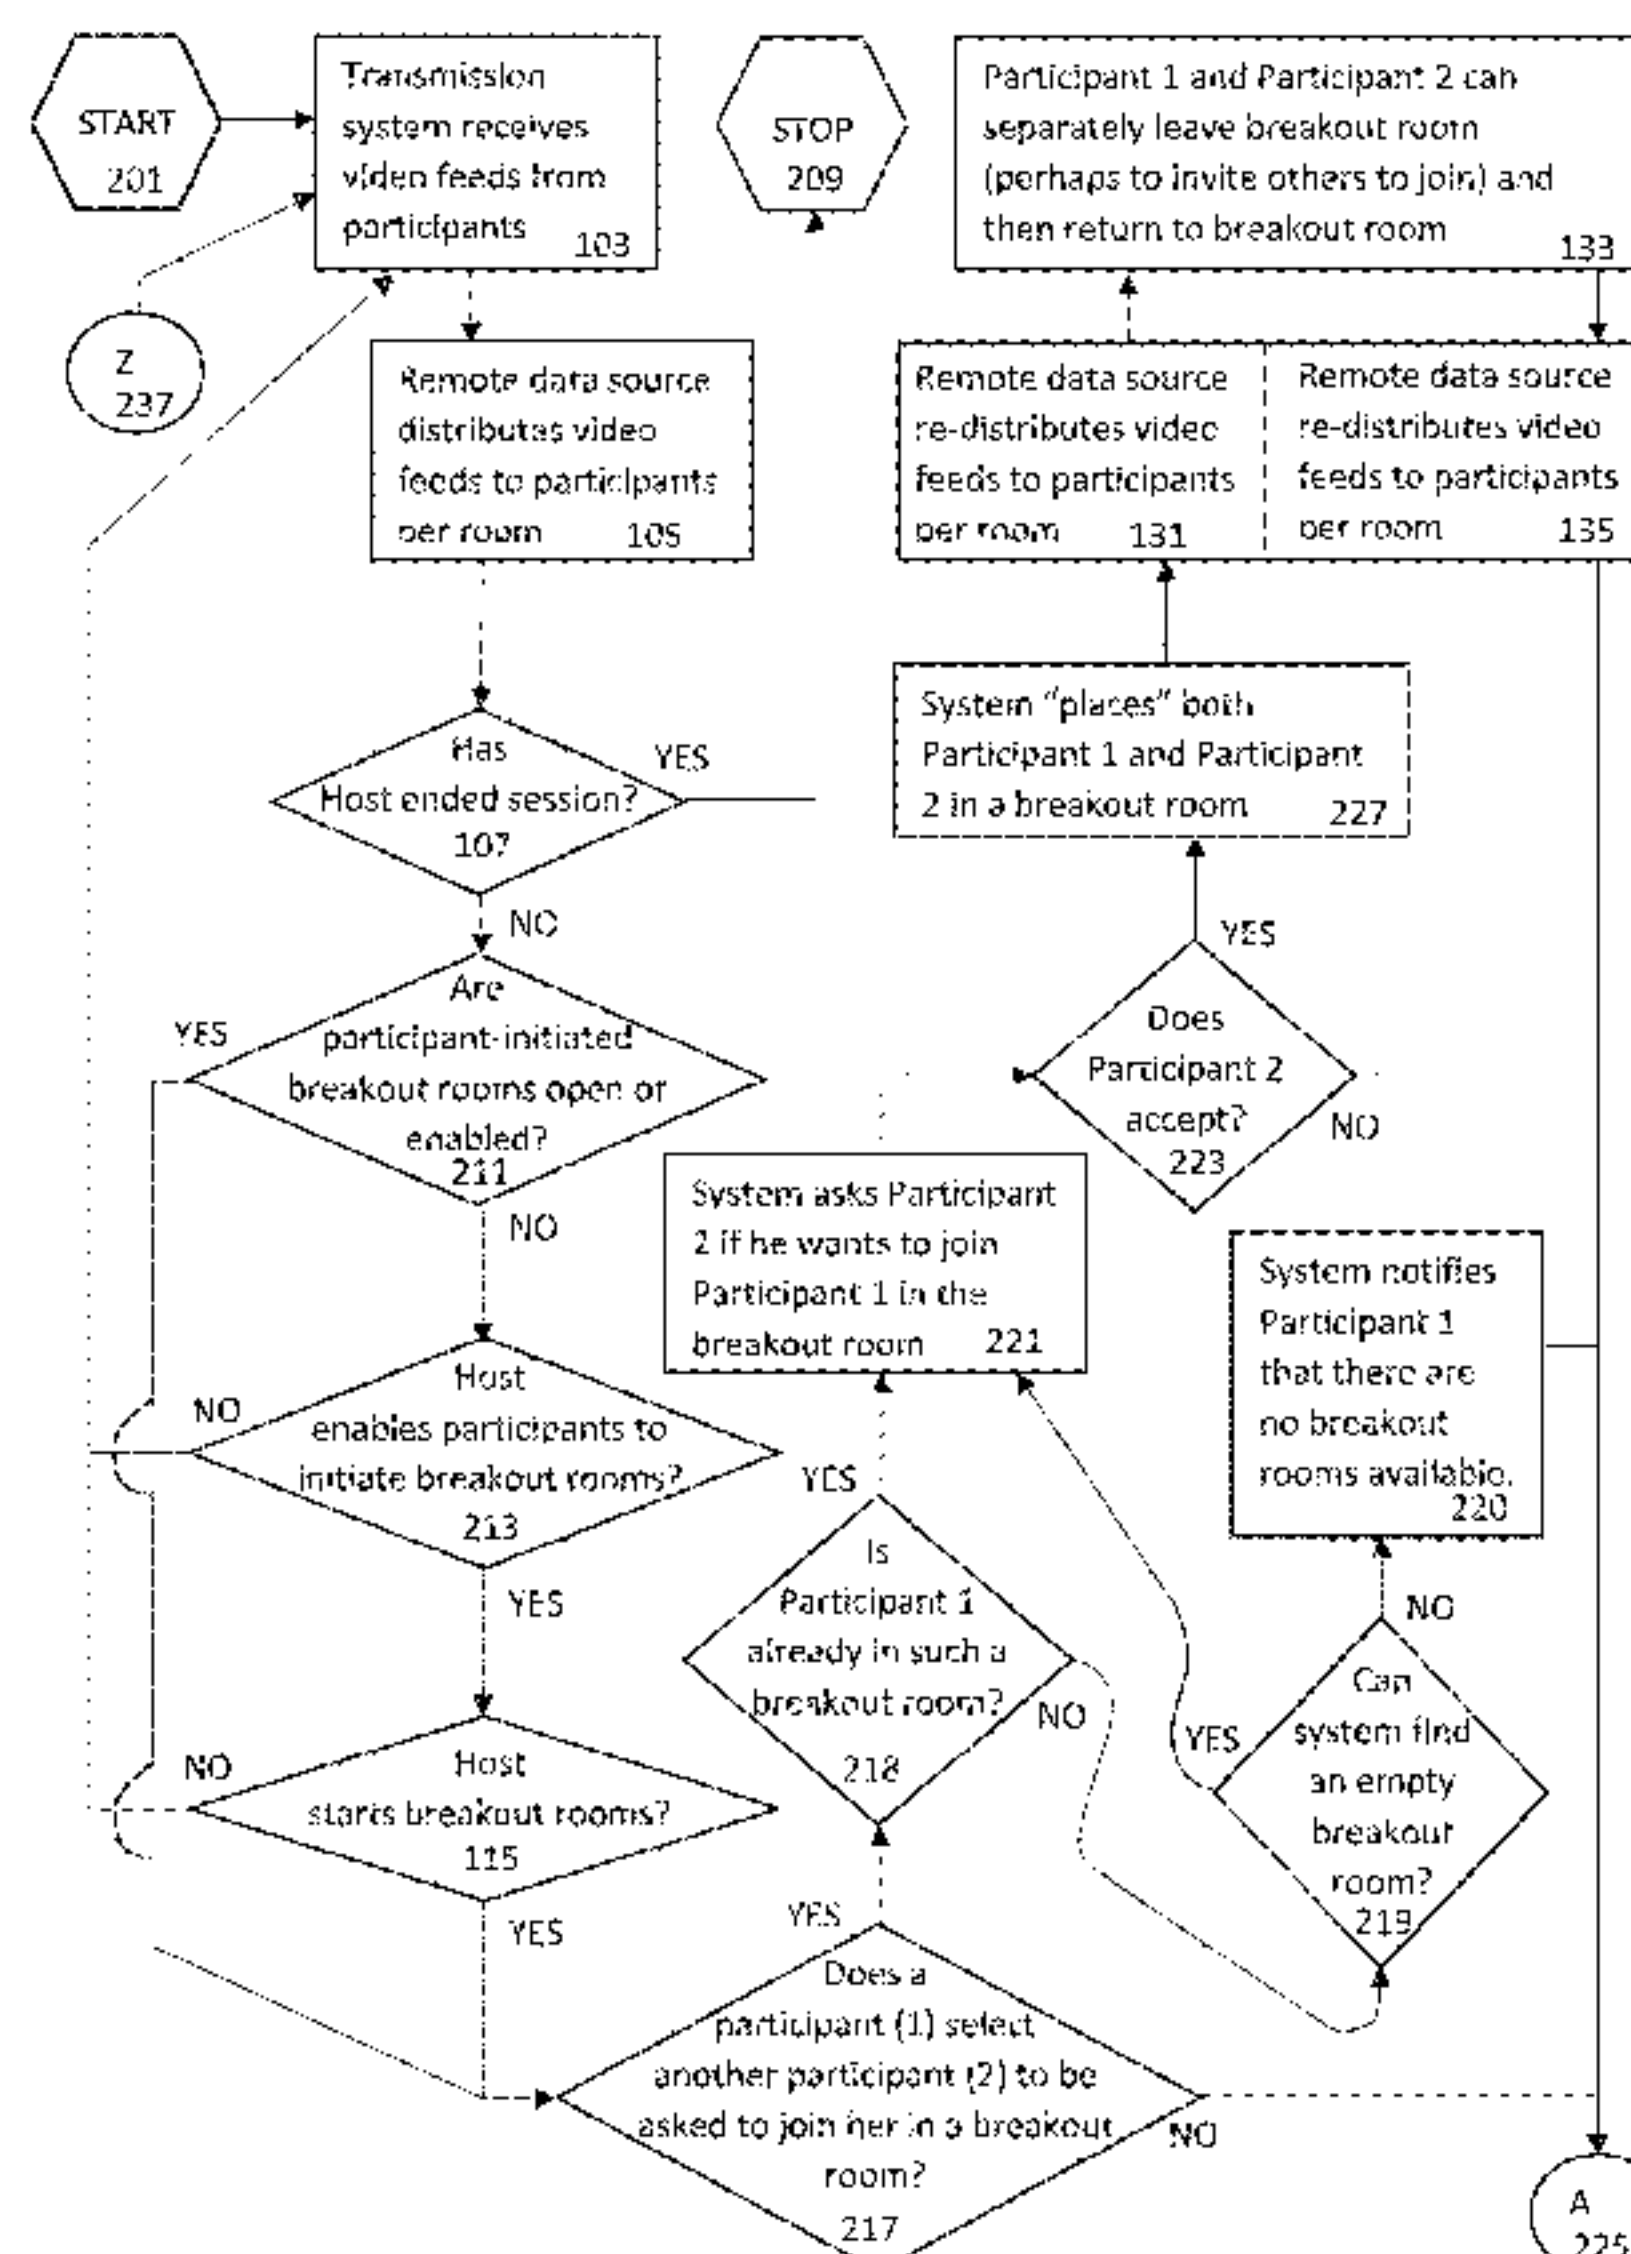 START
201
Transmission
system receives
video feeds from
participants
103
STOP
209
Participant 1 and Participant 2 can
separately leave breakout room
(perhaps to invite others to join) and
then return to breakout room
133
Z
237
Remote data source
distributes video
feeds to participants
per room 105
Remote data source
re-distributes video
feeds to participants
per room 131
Remote data source
re-distributes video
feeds to participants
per room 135
System “places” both
Participant 1 and Participant
2 in a breakout room 227
Has
Host ended session?
107
YES
NO
Are
participant-initiated
breakout rooms open or
enabled?
211
YES
NO
Does
Participant 2
accept?
223
YES
NO
System asks Participant
2 if he wants to join
Participant 1 in the
breakout room 221
System notifies
Participant 1
that there are
no breakout
rooms available.
220
Host
enables participants to
initiate breakout rooms?
213
NO
YES
Is
Participant 1
already in such a
breakout room?
218
YES
NO
Can
system find
an empty
breakout
room?
219
NO
YES
Host
starts breakout rooms?
115
NO
YES
Does a
participant (1) select
another participant (2) to be
asked to join her in a breakout
room?
217
YES
NO
A
225